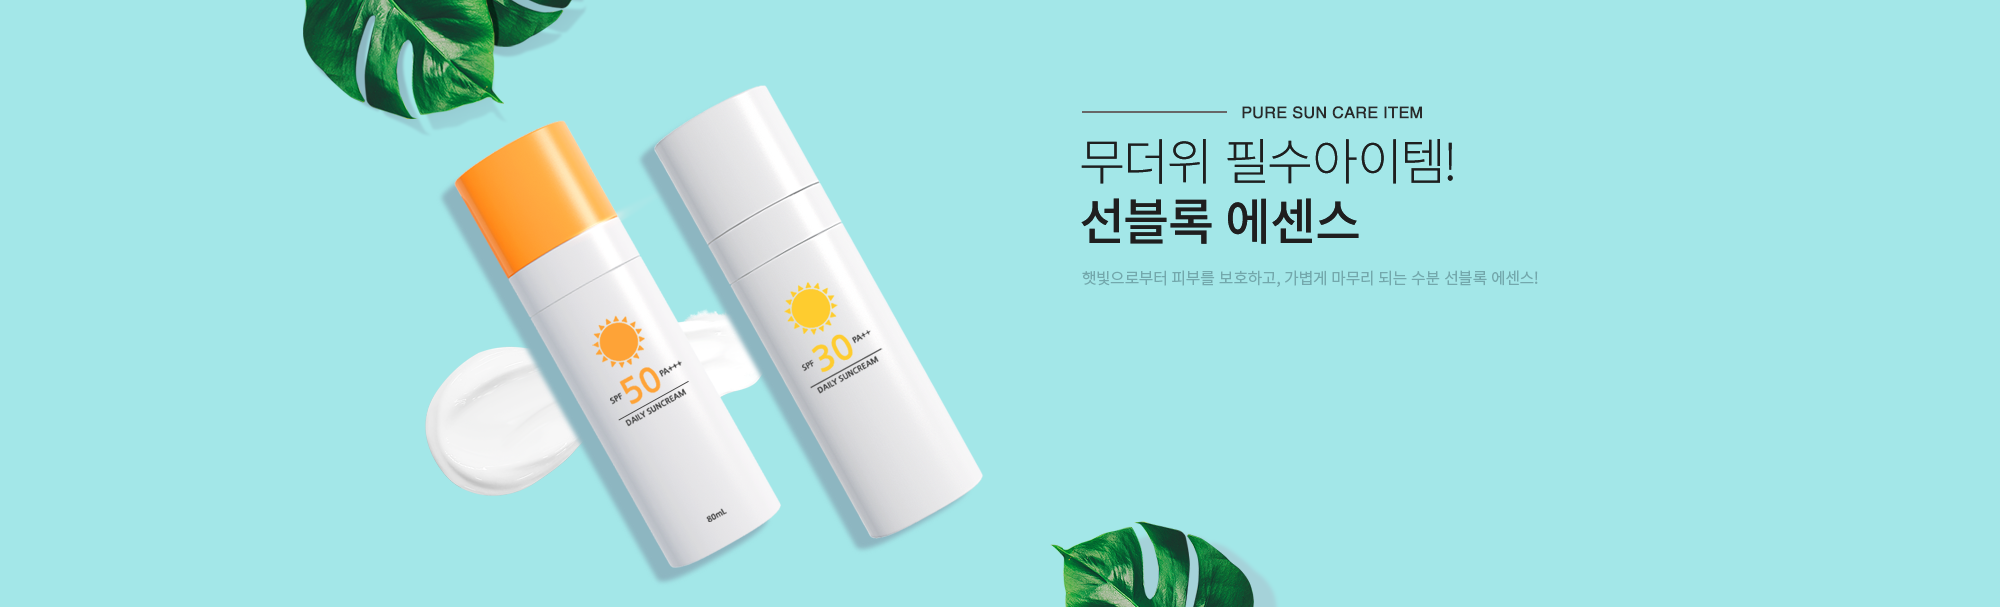 PURE SUN CARE ITEM
무더위 필수아이템!
선블록 에센스
햇빛으로부터 피부를 보호하고, 가볍게 마무리 되는 수분 선블록 에센스!
SPF 50 PA+++
DAILY SUNCREAM
80mL
SPF 30 PA++
DAILY SUNCREAM